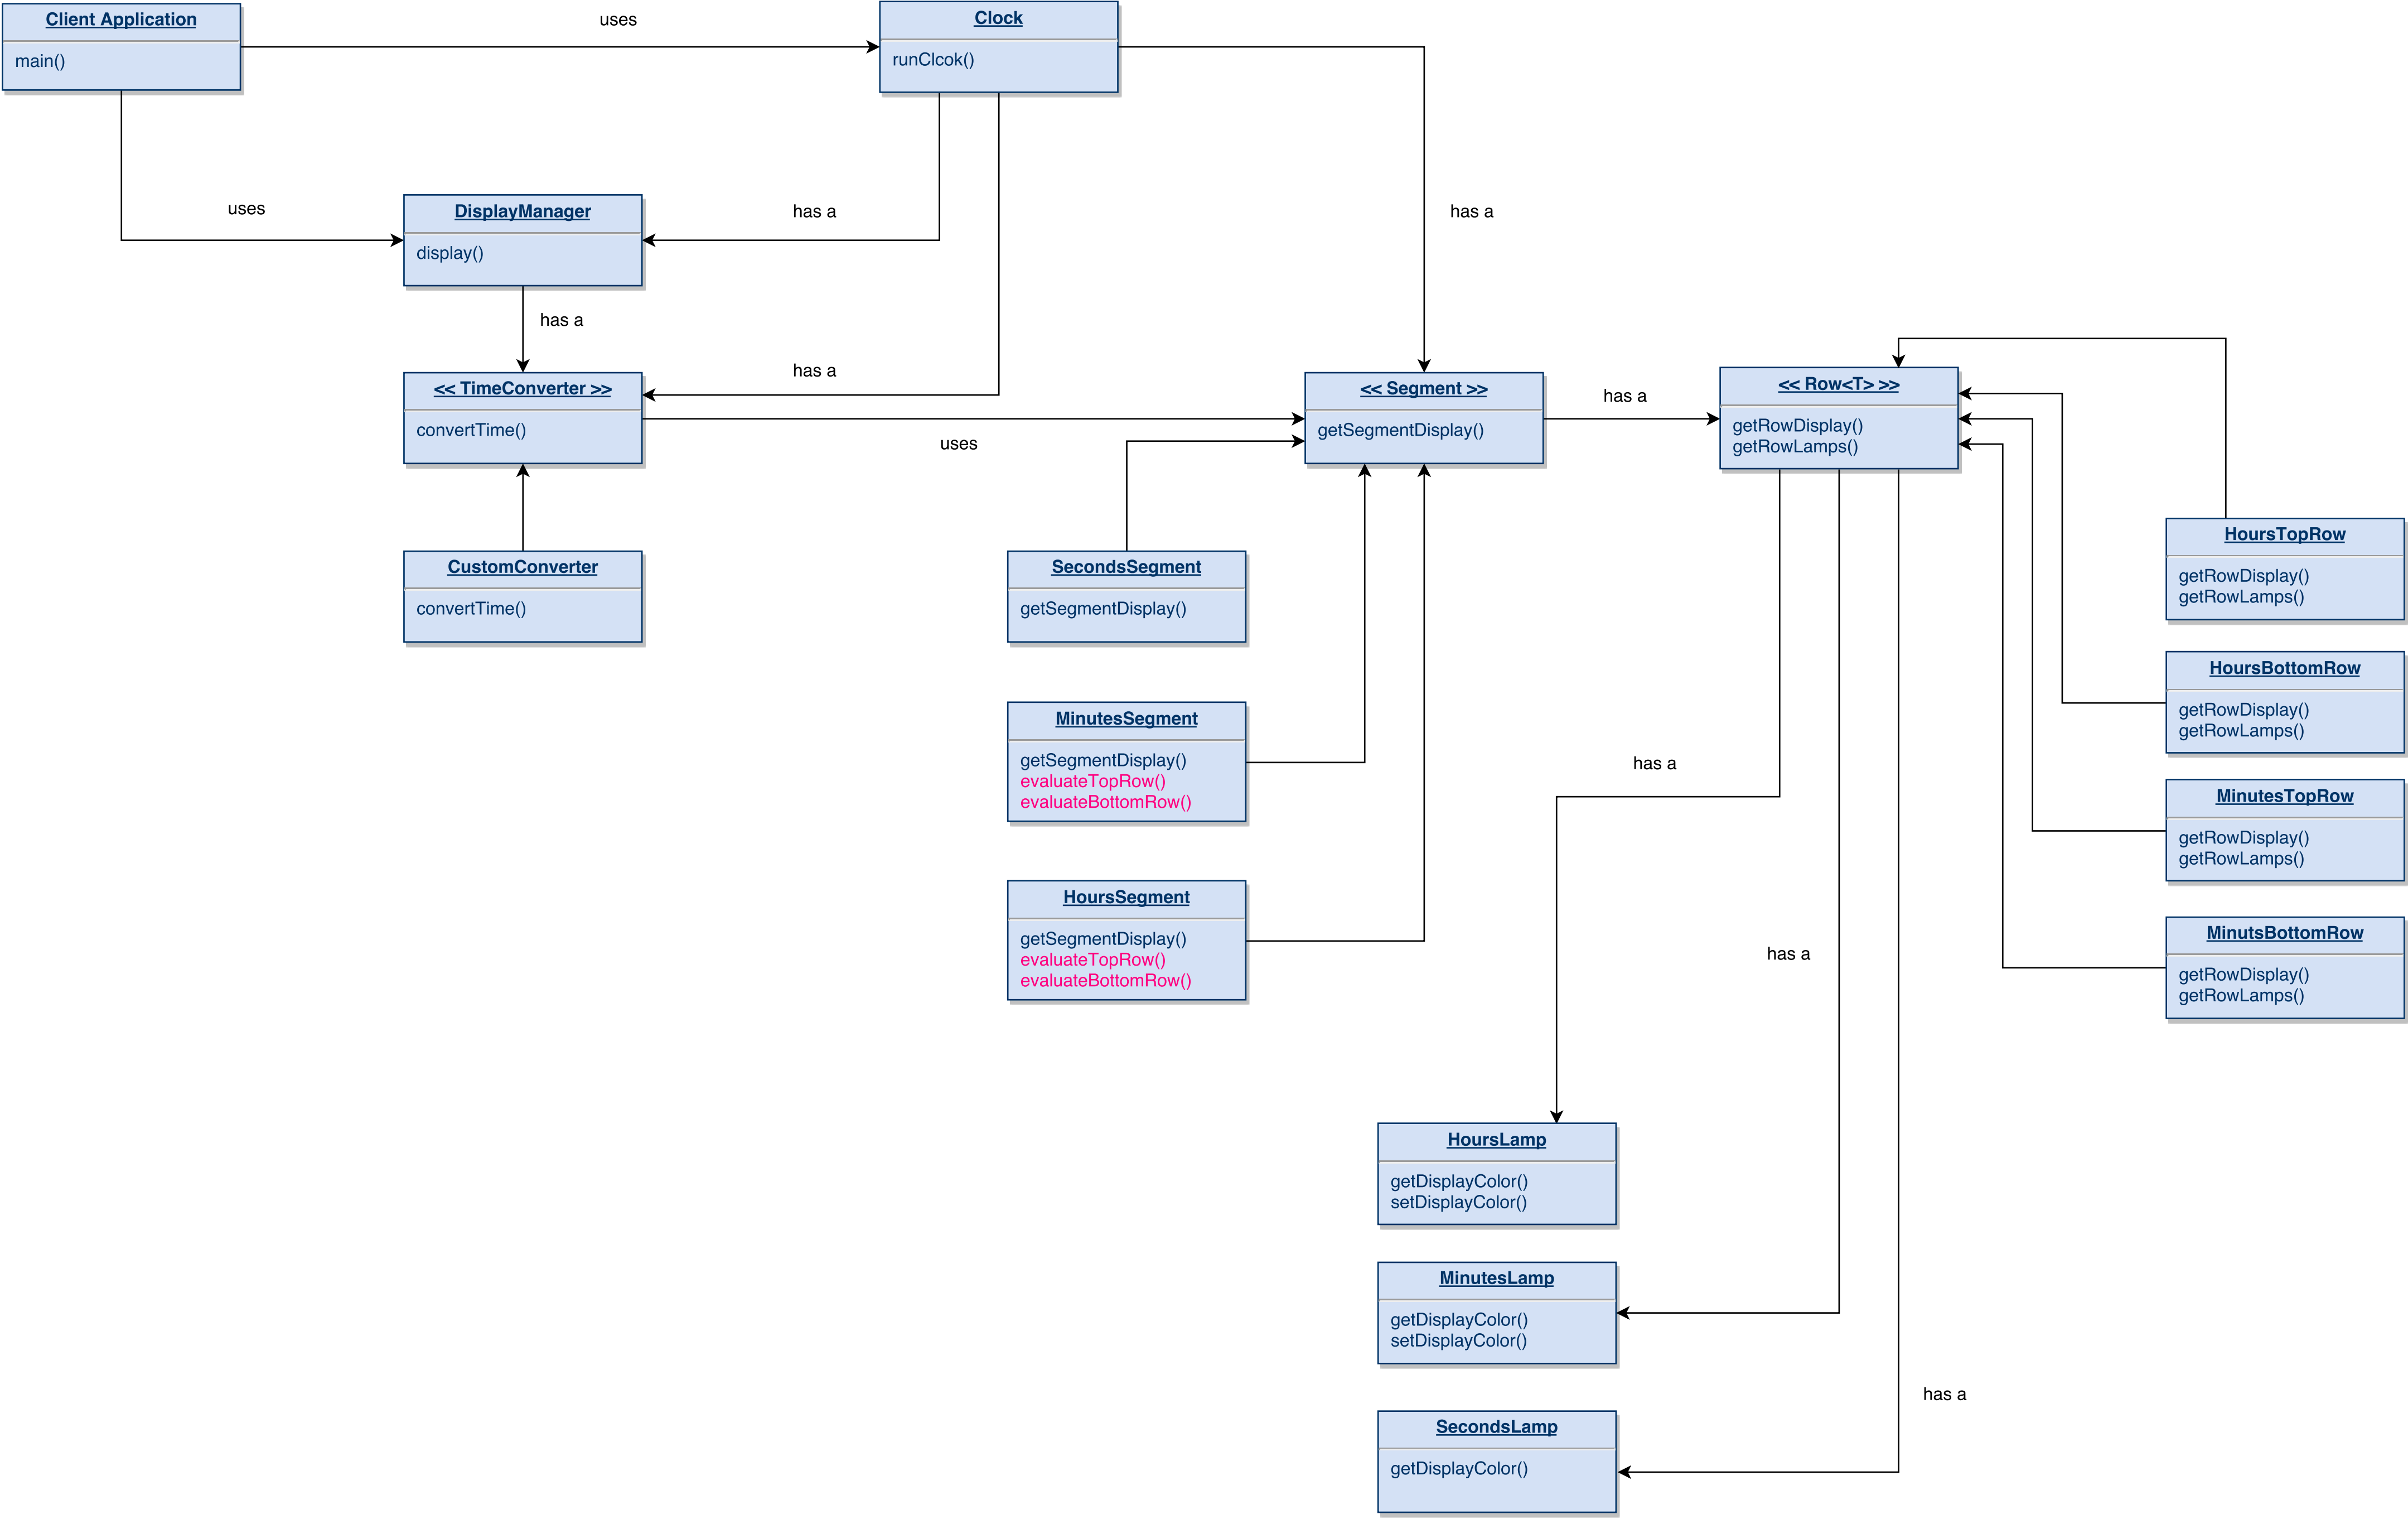 Client Application
main()
uses
Clock
runClcok()
uses
DisplayManager
display()
has a
has a
has a
<< TimeConverter >>
convertTime()
has a
uses
<< Segment >>
getSegmentDisplay()
has a
<< Row<T> >>
getRowDisplay()
getRowLamps()
CustomConverter
convertTime()
SecondsSegment
getSegmentDisplay()
MinutesSegment
getSegmentDisplay()
evaluateTopRow()
evaluateBottomRow()
HoursSegment
getSegmentDisplay()
evaluateTopRow()
evaluateBottomRow()
HoursTopRow
getRowDisplay()
getRowLamps()
HoursBottomRow
getRowDisplay()
getRowLamps()
MinutesTopRow
getRowDisplay()
getRowLamps()
MinutsBottomRow
getRowDisplay()
getRowLamps()
has a
has a
HoursLamp
getDisplayColor()
setDisplayColor()
MinutesLamp
getDisplayColor()
setDisplayColor()
has a
SecondsLamp
getDisplayColor()